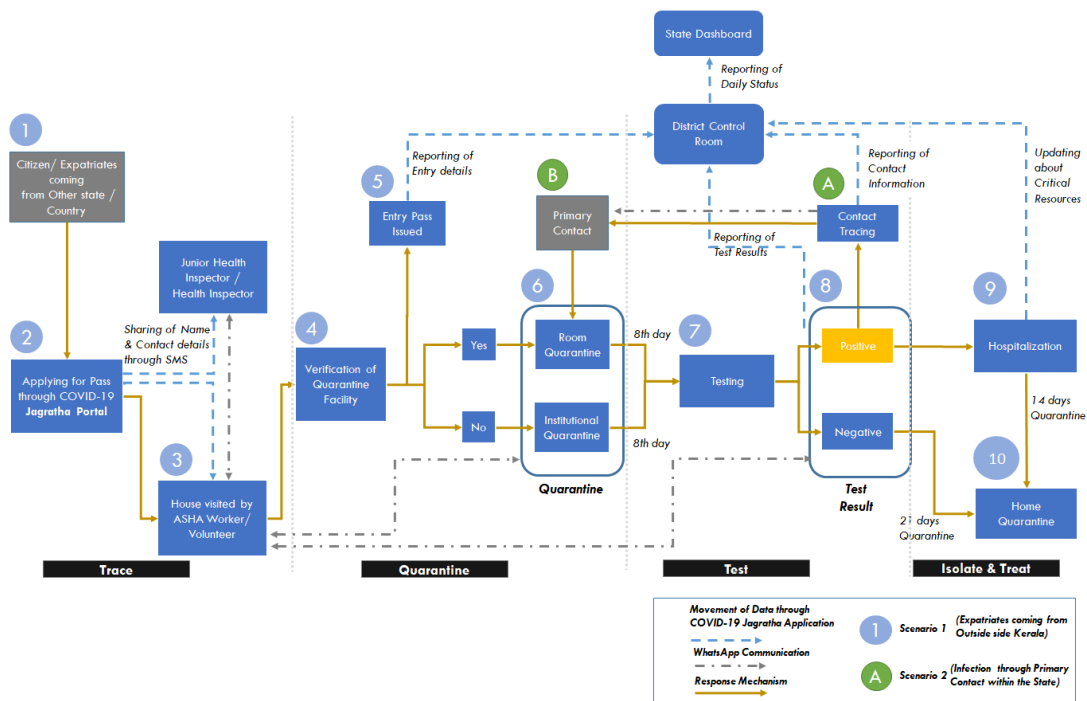 State Dashboard
Reporting of
Daily Status
1
Citizen/ Expatriates
coming
from Other state /
Country
District Control
Room
Reporting of
Entry details
5
Entry Pass
Issued
B
Primary
Contact
A
Contact
Tracing
Reporting of
Contact
Information
Updating
about
Critical
Resources
Junior Health
Inspector /
Health Inspector
Reporting of
Test Results
Sharing of Name
& Contact details
through SMS
2
Applying for Pass
through COVID-19
Jagratha Portal
3
House visited by
ASHA Worker/
Volunteer
4
Verification of
Quarantine
Facility
Yes
No
6
Room
Quarantine
Institutional
Quarantine
Quarantine
8th day
8th day
7
Testing
8
Positive
Negative
Test
Result
9
Hospitalization
14 days
Quarantine
10
Home
Quarantine
21 days
Quarantine
Trace
Quarantine
Test
Isolate & Treat
Movement of Data through
COVID-19 Jagratha Application
WhatsApp Communication
Response Mechanism
1
Scenario 1
(Expatriates coming from
Outside side Kerala)
A
Scenario 2
(Infection through Primary
Contact within the State)